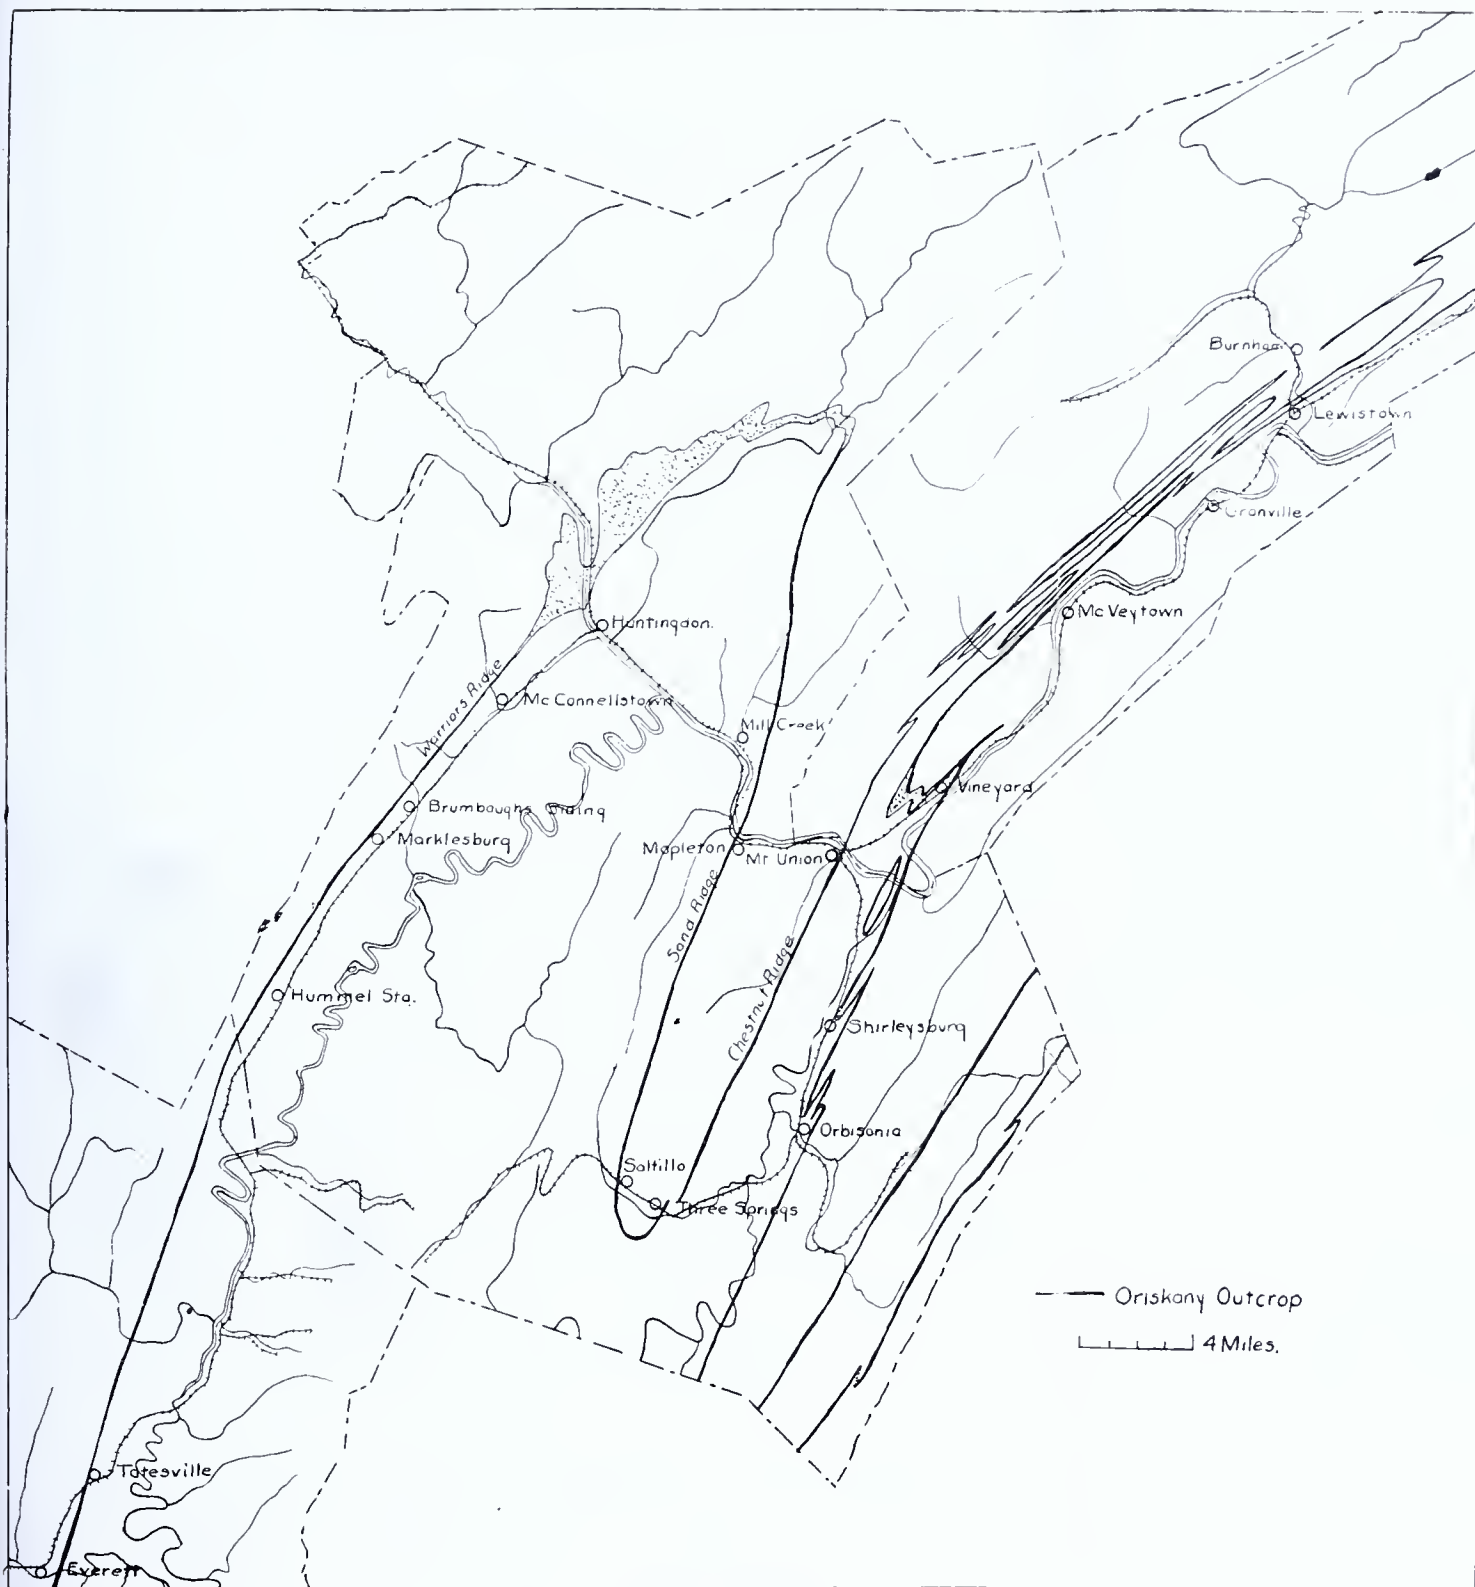 Burnham
Lewistown
Granville
McVeytown
Huntingdon.
Warriors Ridge
McConnellstown
Mill Creek
Vineyard
Brumbaughs Siding
Marklesburg
Mapleton
Mt Union
Sand Ridge
Chestnut Ridge
Hummel Sta.
Shirleysburg
Orbisonia
Saltillo
Three Springs
Oriskany Outcrop
4 Miles.
Tatesville
Everett